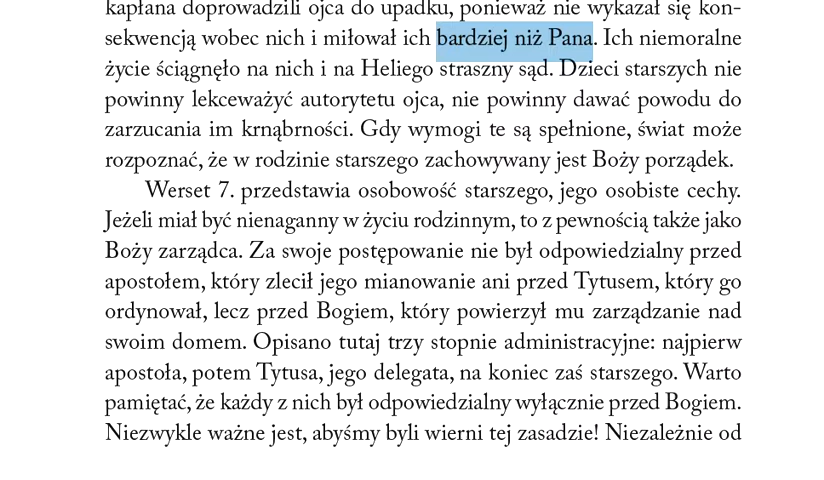 kapłana doprowadzili ojca do upadku, ponieważ nie wykazał się kon-
sekwencją wobec nich i miłował ich bardziej niż Pana. Ich niemoralne
życie ściągnęło na nich i na Heliego straszny sąd. Dzieci starszych nie
powinny lekceważyć autorytetu ojca, nie powinny dawać powodu do
zarzucania im krnąbrności. Gdy wymogi te są spełnione, świat może
rozpoznać, że w rodzinie starszego zachowywany jest Boży porządek.
Werset 7. przedstawia osobowość starszego, jego osobiste cechy.
Jeżeli miał być nienaganny w życiu rodzinnym, to z pewnością także jako
Boży zarządca. Za swoje postępowanie nie był odpowiedzialny przed
apostołem, który zlecił jego mianowanie ani przed Tytusem, który go
ordynował, lecz przed Bogiem, który powierzył mu zarządzanie nad
swoim domem. Opisano tutaj trzy stopnie administracyjne: najpierw
apostoła, potem Tytusa, jego delegata, na koniec zaś starszego. Warto
pamiętać, że każdy z nich był odpowiedzialny wyłącznie przed Bogiem.
Niezwykle ważne jest, abyśmy byli wierni tej zasadzie! Niezależnie od